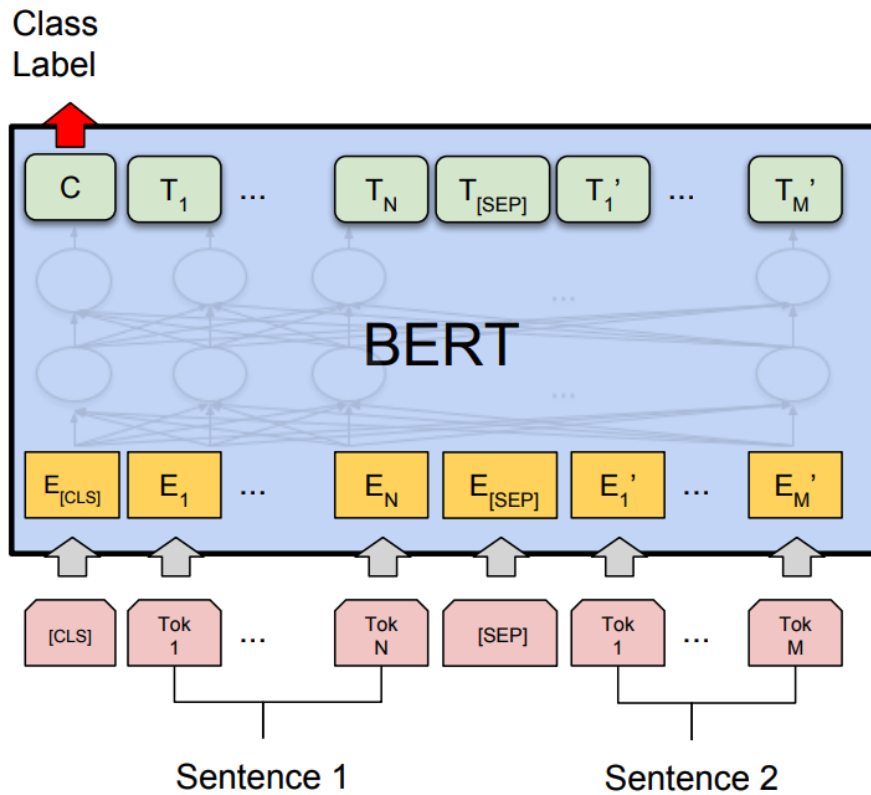 Class
Label
C T1 ... TN T[SEP] T1’ ... TM’
...
BERT
...
E[CLS] E1 ... EN E[SEP] E1’ ... EM’
[CLS] Tok 1 ... Tok N [SEP] Tok 1 ... Tok M
Sentence 1 Sentence 2